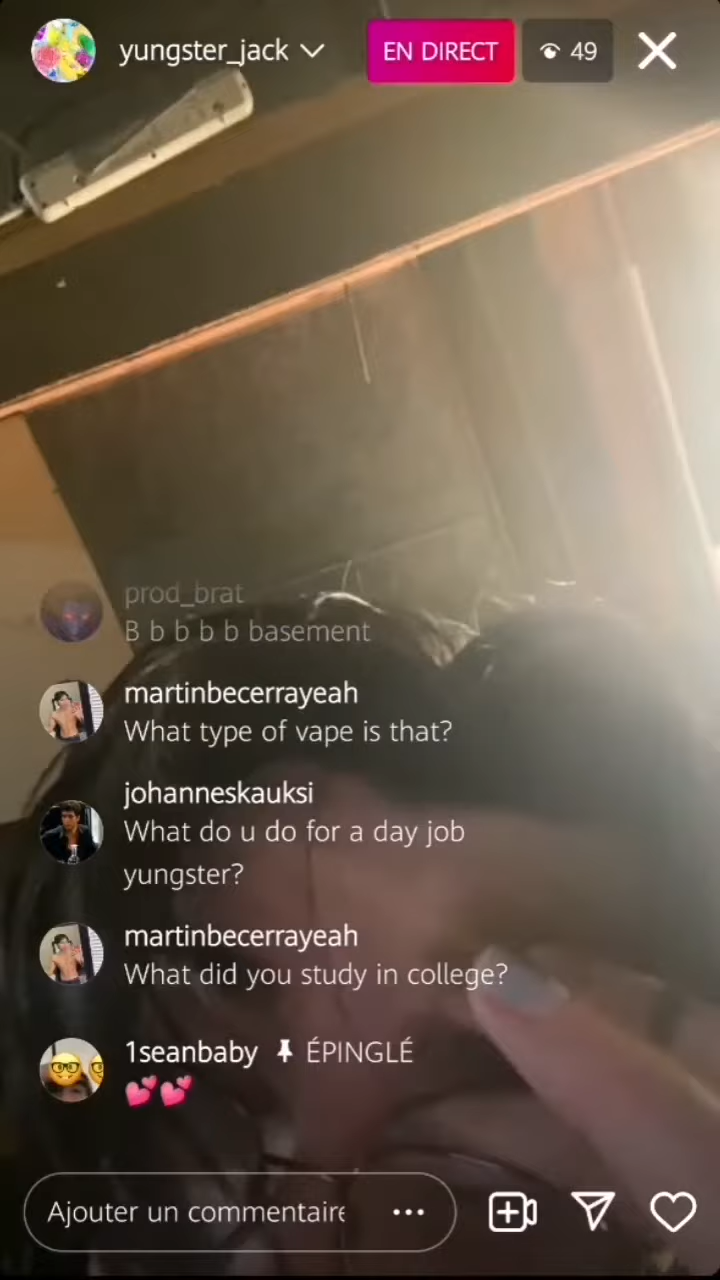 yungster_jack
EN DIRECT
49
prod_brat
B b b b b basement
martinbecerrayeah
What type of vape is that?
johanneskauksi
What do u do for a day job
yungster?
martinbecerrayeah
What did you study in college?
1seanbaby ÉPINGLÉ
💕💕
Ajouter un commentaire